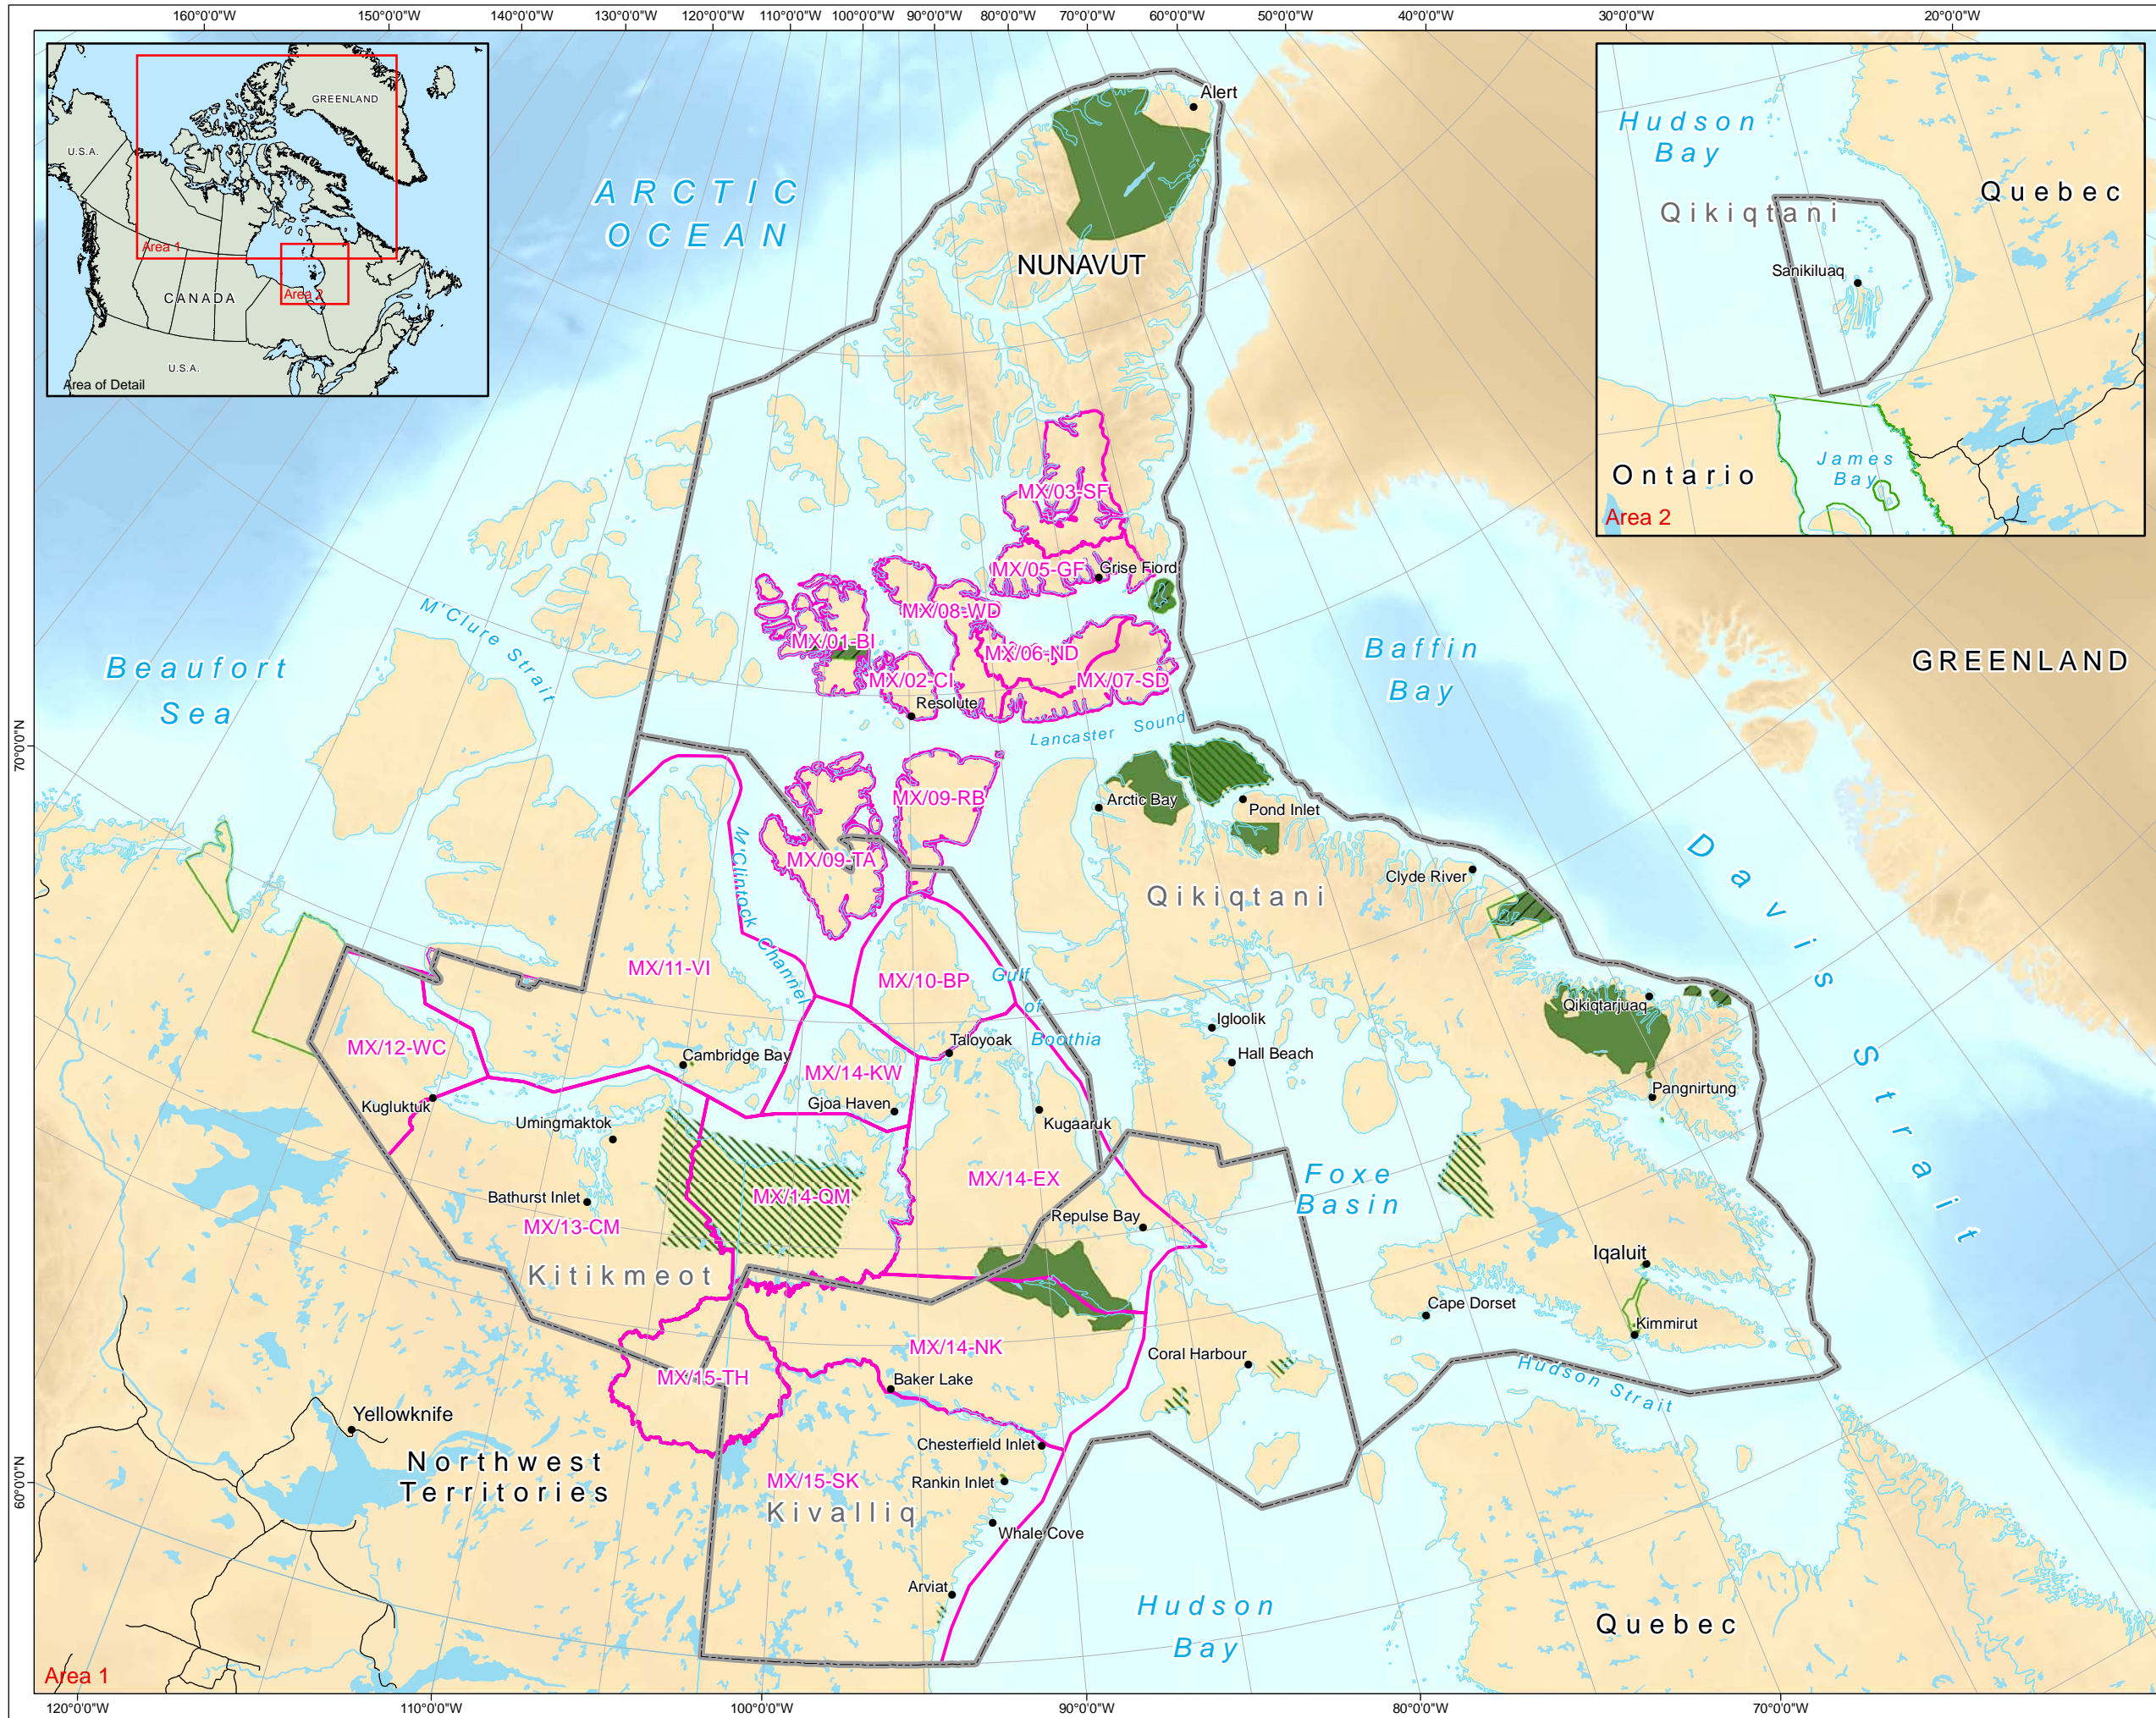 160°0'0"W 150°0'0"W 140°0'0"W 130°0'0"W 120°0'0"W 110°0'0"W 100°0'0"W 90°0'0"W 80°0'0"W 70°0'0"W 60°0'0"W 50°0'0"W 40°0'0"W 30°0'0"W 20°0'0"W
GREENLAND
U.S.A.
Area 1
CANADA
Area 2
U.S.A.
Area of Detail
Hudson
Bay
Quebec
Qikiqtani
Sanikiluaq
James
Bay
Ontario
Area 2
Alert
ARCTIC
OCEAN
NUNAVUT
MX/03-SF
MX/05-GF
Grise Fiord
MX/08-WD
MX/01-BI
MX/06-ND
MX/02-CI
MX/07-SD
Resolute
Lancaster Sound
M'Clure Strait
Beaufort
Sea
Baffin
Bay
GREENLAND
70°0'0"N
MX/09-RB
Arctic Bay
Pond Inlet
MX/09-TA
M'Clintock Channel
Clyde River
Qikiqtani
Davis Strait
MX/11-VI
MX/10-BP
Gulf
of
Boothia
Qikiqtarjuaq
Igloolik
Taloyoak
Hall Beach
MX/12-WC
Cambridge Bay
MX/14-KW
Pangnirtung
Kugluktuk
Gjoa Haven
Umingmaktok
Kugaaruk
Foxe
Basin
MX/14-EX
MX/14-QM
Bathurst Inlet
MX/13-CM
Repulse Bay
Iqaluit
Kitikmeot
Cape Dorset
Kimmirut
MX/14-NK
Coral Harbour
Hudson Strait
MX/15-TH
Baker Lake
Yellowknife
Chesterfield Inlet
Northwest
Territories
MX/15-SK
Rankin Inlet
60°0'0"N
Kivalliq
Whale Cove
Arviat
Hudson
Bay
Quebec
Area 1
120°0'0"W 110°0'0"W 100°0'0"W 90°0'0"W 80°0'0"W 70°0'0"W